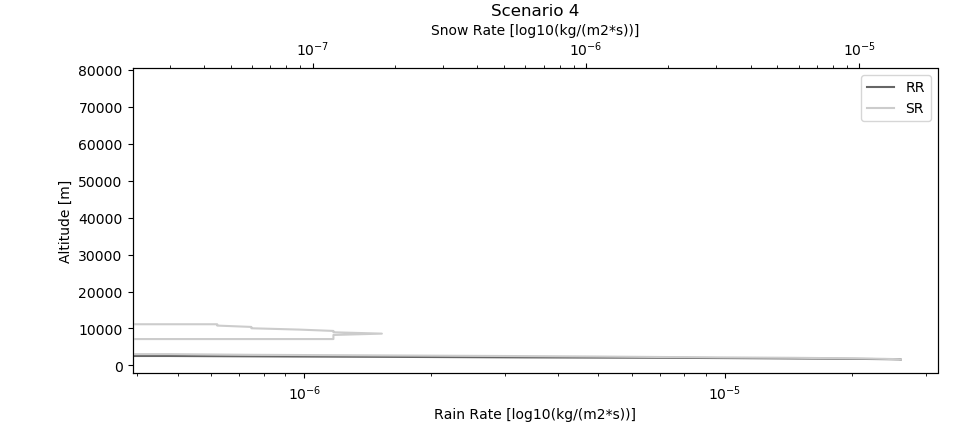 Scenario 4
Snow Rate [log10(kg/(m2*s))]
10^-7 10^-6 10^-5
80000
70000
60000
50000
40000
30000
20000
10000
0
Altitude [m]
RR
SR
10^-6 10^-5
Rain Rate [log10(kg/(m2*s))]